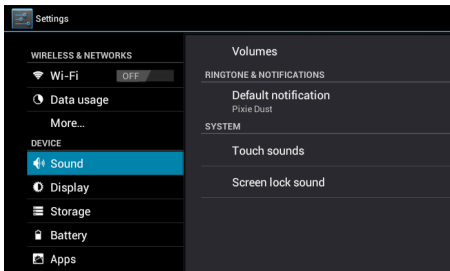 Settings
WIRELESS & NETWORKS
Wi-Fi OFF
Data usage
More...
DEVICE
Sound
Display
Storage
Battery
Apps
Volumes
RINGTONE & NOTIFICATIONS
Default notification
Pixie Dust
SYSTEM
Touch sounds
Screen lock sound